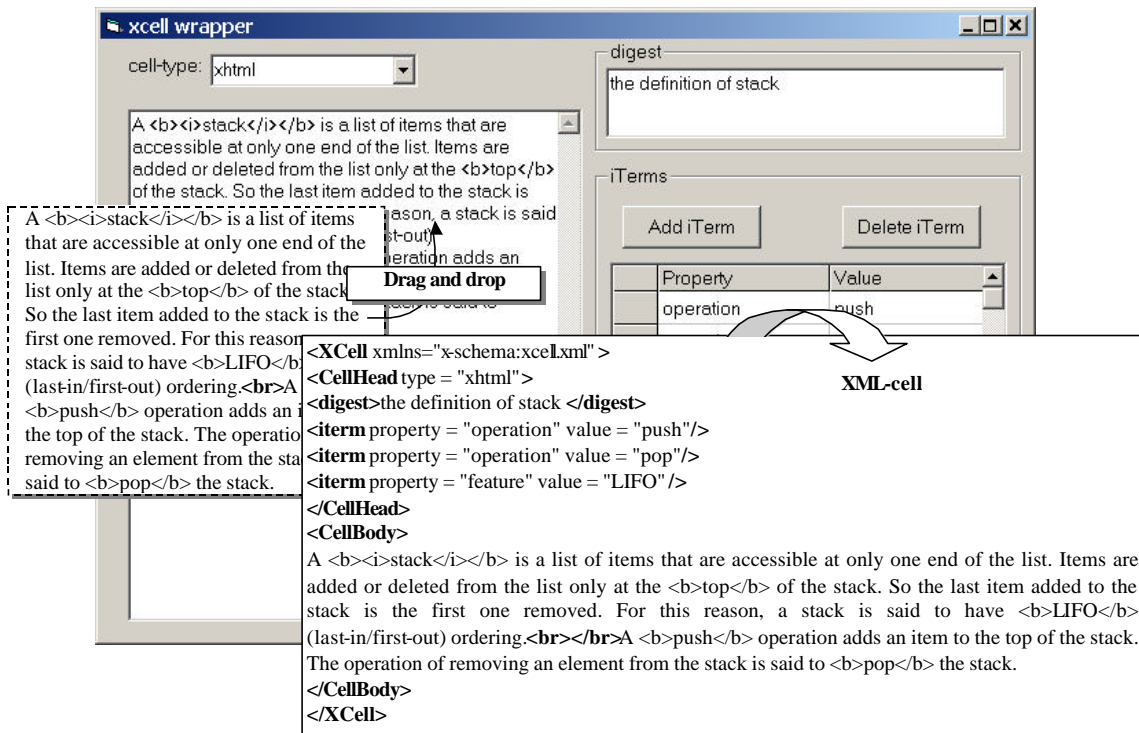 xcell wrapper
cell-type: xhtml
A <b><i>stack</i></b> is a list of items that are
accessible at only one end of the list. Items are
added or deleted from the list only at the <b>top</b>
of the stack. So the last item added to the stack is
ason, a stack is said
st-out)
peration adds an
digest
the definition of stack
iTerms
Add iTerm Delete iTerm
Property Value
operation push
A <b><i>stack</i></b> is a list of items
that are accessible at only one end of the
list. Items are added or deleted from the
list only at the <b>top</b> of the stack
So the last item added to the stack is the
first one removed. For this reason
stack is said to have <b>LIFO</b>
(last-in/first-out) ordering.<br>A
<b>push</b> operation adds an i
the top of the stack. The operatio
removing an element from the sta
said to <b>pop</b> the stack.
Drag and drop
XML-cell
<XCell xmlns="x-schema:xcell.xml">
<CellHead type = "xhtml">
<digest>the definition of stack </digest>
<iterm property = "operation" value = "push"/>
<iterm property = "operation" value = "pop"/>
<iterm property = "feature" value = "LIFO"/>
</CellHead>
<CellBody>
A <b><i>stack</i></b> is a list of items that are accessible at only one end of the list. Items are
added or deleted from the list only at the <b>top</b> of the stack. So the last item added to the
stack is the first one removed. For this reason, a stack is said to have <b>LIFO</b>
(last-in/first-out) ordering.<br></br>A <b>push</b> operation adds an item to the top of the stack.
The operation of removing an element from the stack is said to <b>pop</b> the stack.
</CellBody>
</XCell>